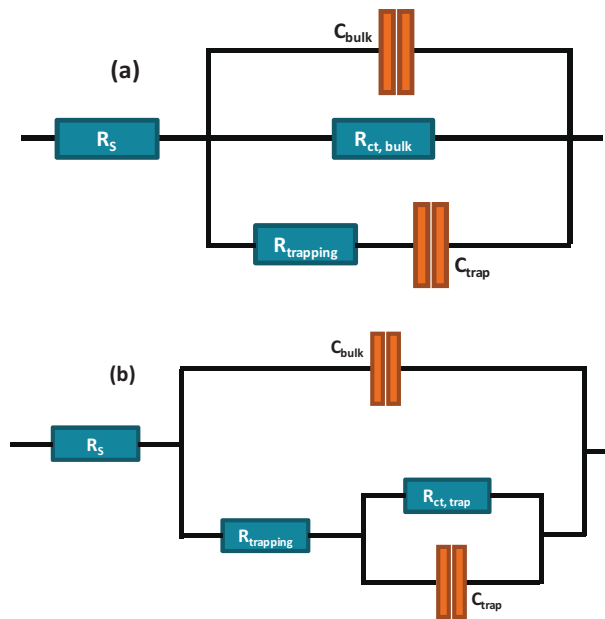 C_bulk
(a)
R_S
R_ct, bulk
R_trapping
C_trap
C_bulk
(b)
R_S
R_ct, trap
R_trapping
C_trap